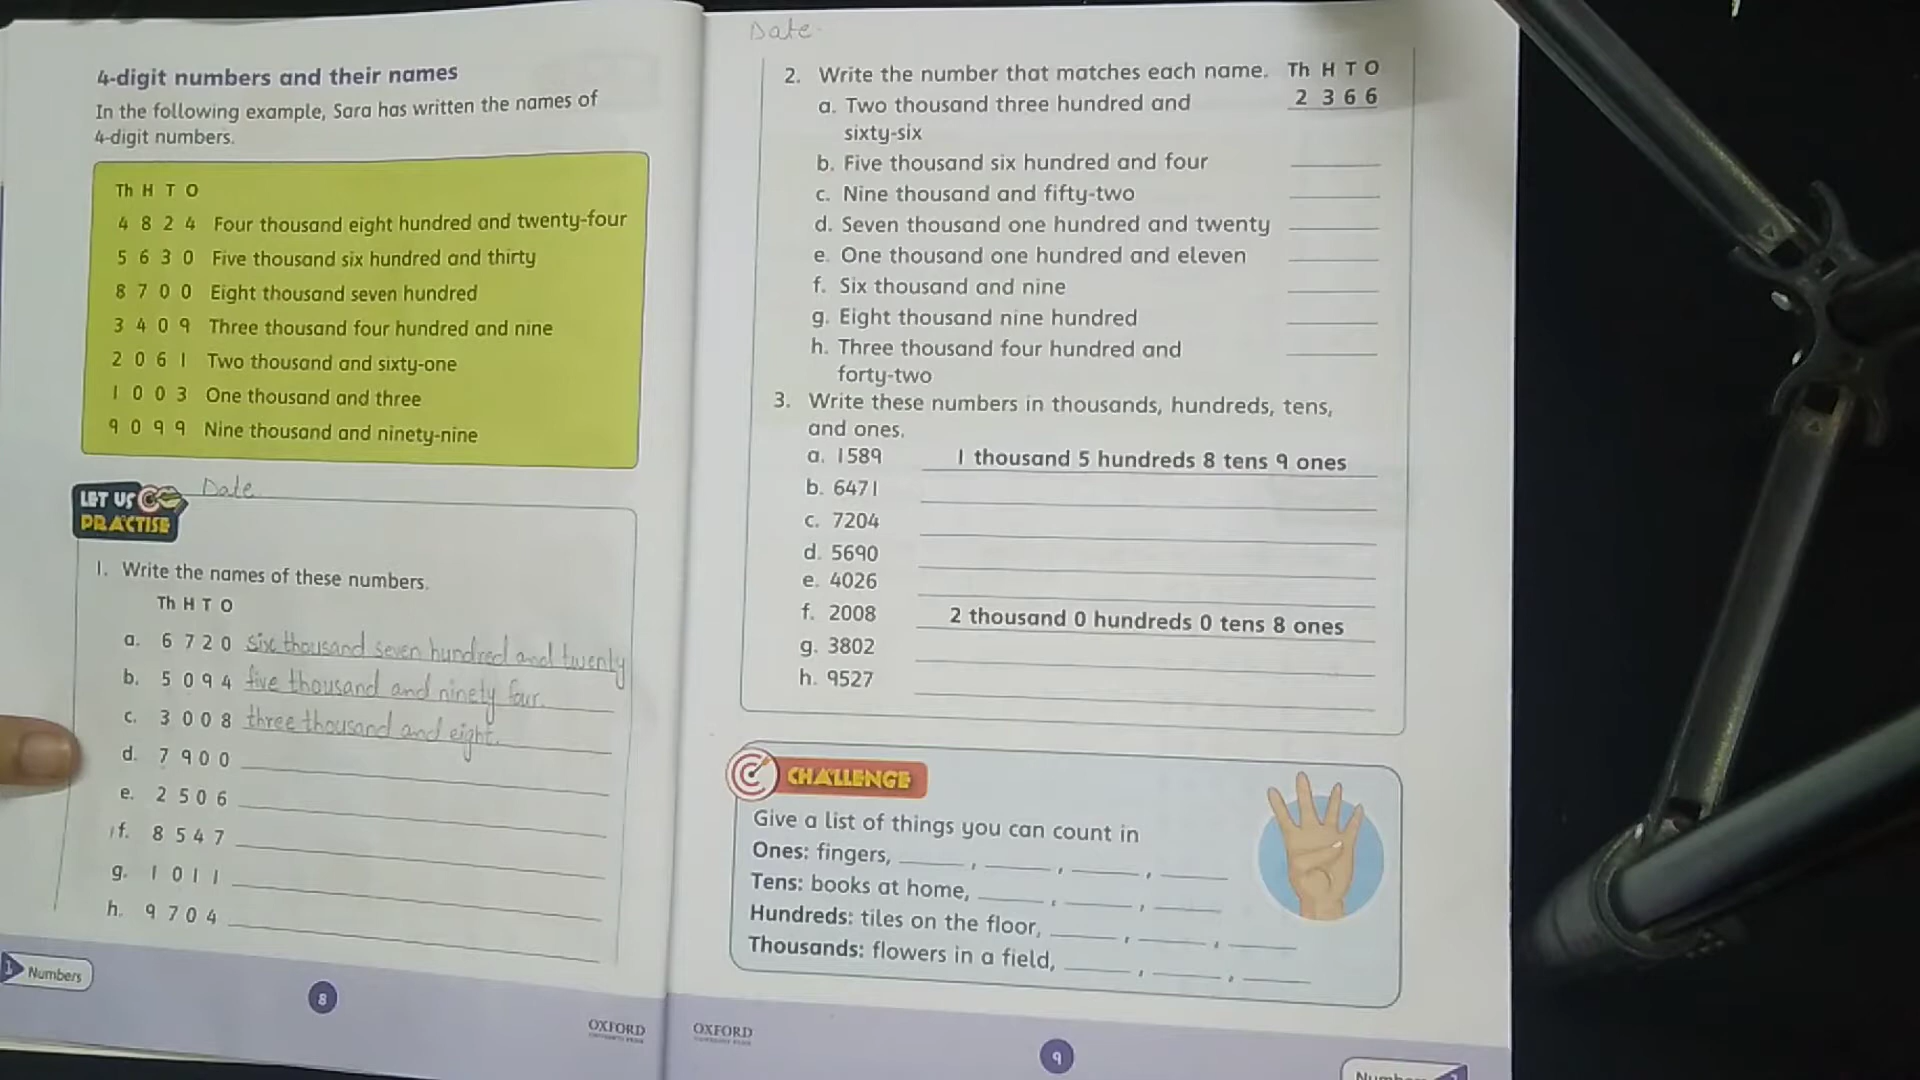 4-digit numbers and their names
In the following example, Sara has written the names of
4-digit numbers.
Th H T O
4 8 2 4 Four thousand eight hundred and twenty-four
5 6 3 0 Five thousand six hundred and thirty
8 7 0 0 Eight thousand seven hundred
3 4 0 9 Three thousand four hundred and nine
2 0 6 1 Two thousand and sixty-one
1 0 0 3 One thousand and three
9 0 9 9 Nine thousand and ninety-nine
LET US
PRACTISE
Date
1. Write the names of these numbers.
Th H T O
a. 6 7 2 0 six thousand seven hundred and twenty
b. 5 0 9 4 five thousand and ninety four.
c. 3 0 0 8 three thousand and eight.
d. 7 9 0 0
e. 2 5 0 6
f. 8 5 4 7
g. 1 0 1 1
h. 9 7 0 4
1 Numbers
8
OXFORD
Date
2. Write the number that matches each name. Th H T O
a. Two thousand three hundred and 2 3 6 6
sixty-six
b. Five thousand six hundred and four
c. Nine thousand and fifty-two
d. Seven thousand one hundred and twenty
e. One thousand one hundred and eleven
f. Six thousand and nine
g. Eight thousand nine hundred
h. Three thousand four hundred and
forty-two
3. Write these numbers in thousands, hundreds, tens,
and ones.
a. 1589 1 thousand 5 hundreds 8 tens 9 ones
b. 6471
c. 7204
d. 5690
e. 4026
f. 2008 2 thousand 0 hundreds 0 tens 8 ones
g. 3802
h. 9527
CHALLENGE
Give a list of things you can count in
Ones: fingers, ______, ______, ______, ______
Tens: books at home, ______, ______, ______
Hundreds: tiles on the floor, ______, ______, ______
Thousands: flowers in a field, ______, ______, ______
OXFORD
9